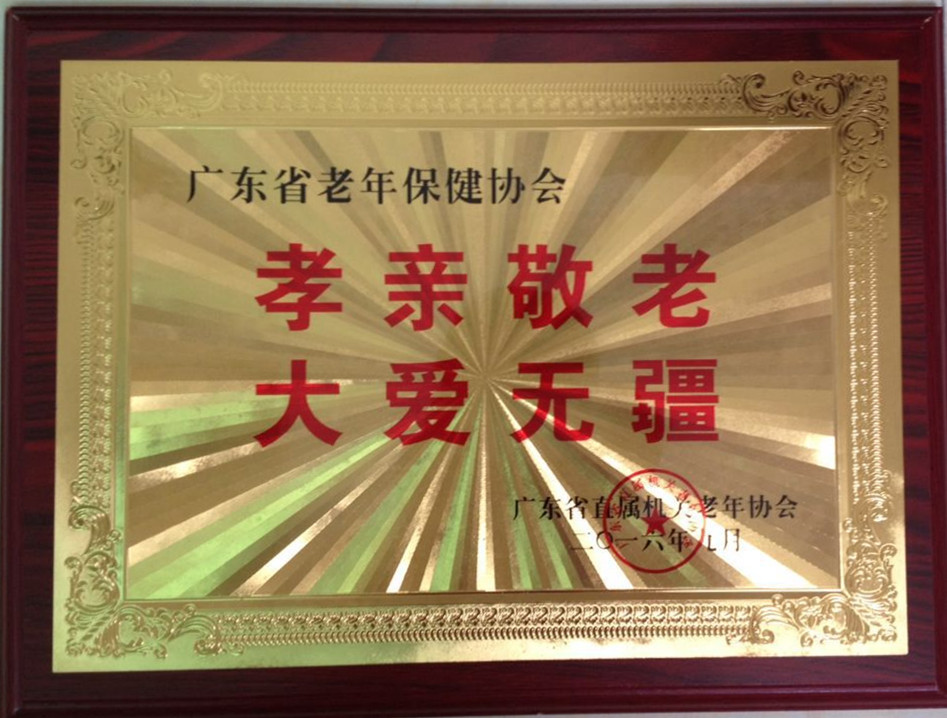 广东省老年保健协会
孝亲敬老
大爱无疆
广东省直属机关老年协会
二〇一六年 月